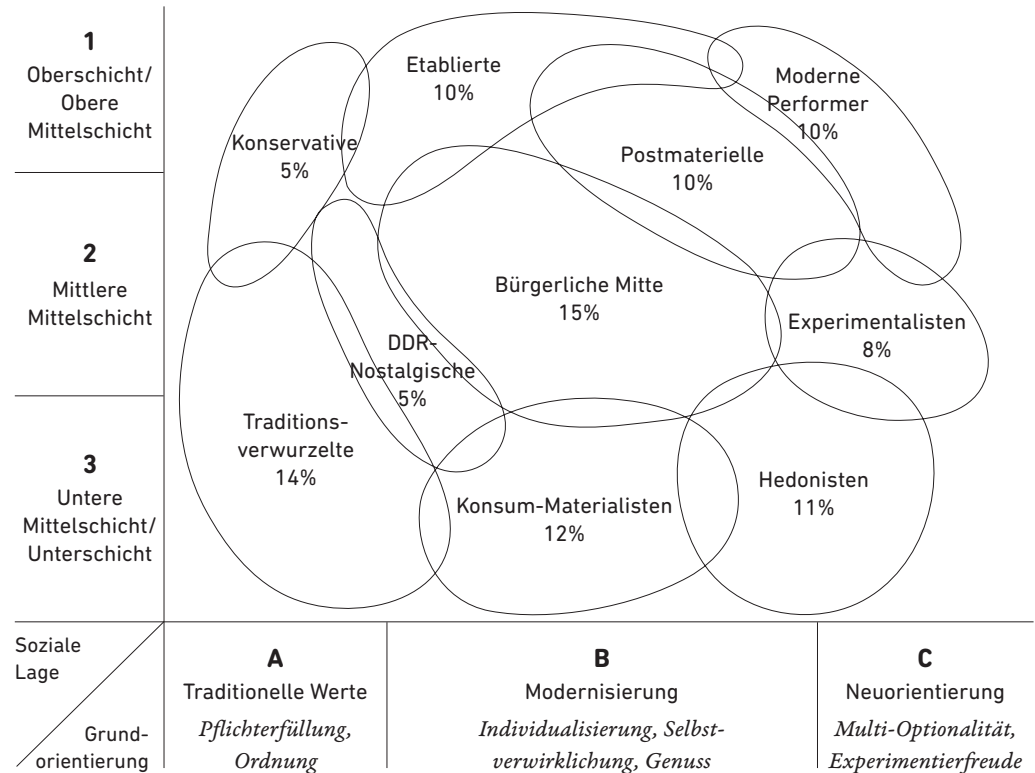 1
Oberschicht/
Obere
Mittelschicht
Etablierte
10%
Moderne
Performer
10%
Konservative
5%
Postmaterielle
10%
2
Mittlere
Mittelschicht
Bürgerliche Mitte
15%
Experimentalisten
8%
DDR-
Nostalgische
5%
Traditions-
verwurzelte
14%
3
Untere
Mittelschicht/
Unterschicht
Konsum-Materialisten
12%
Hedonisten
11%
Soziale
Lage
Grund-
orientierung
A
Traditionelle Werte
Pflichterfüllung,
Ordnung
B
Modernisierung
Individualisierung, Selbst-
verwirklichung, Genuss
C
Neuorientierung
Multi-Optionalität,
Experimentierfreude